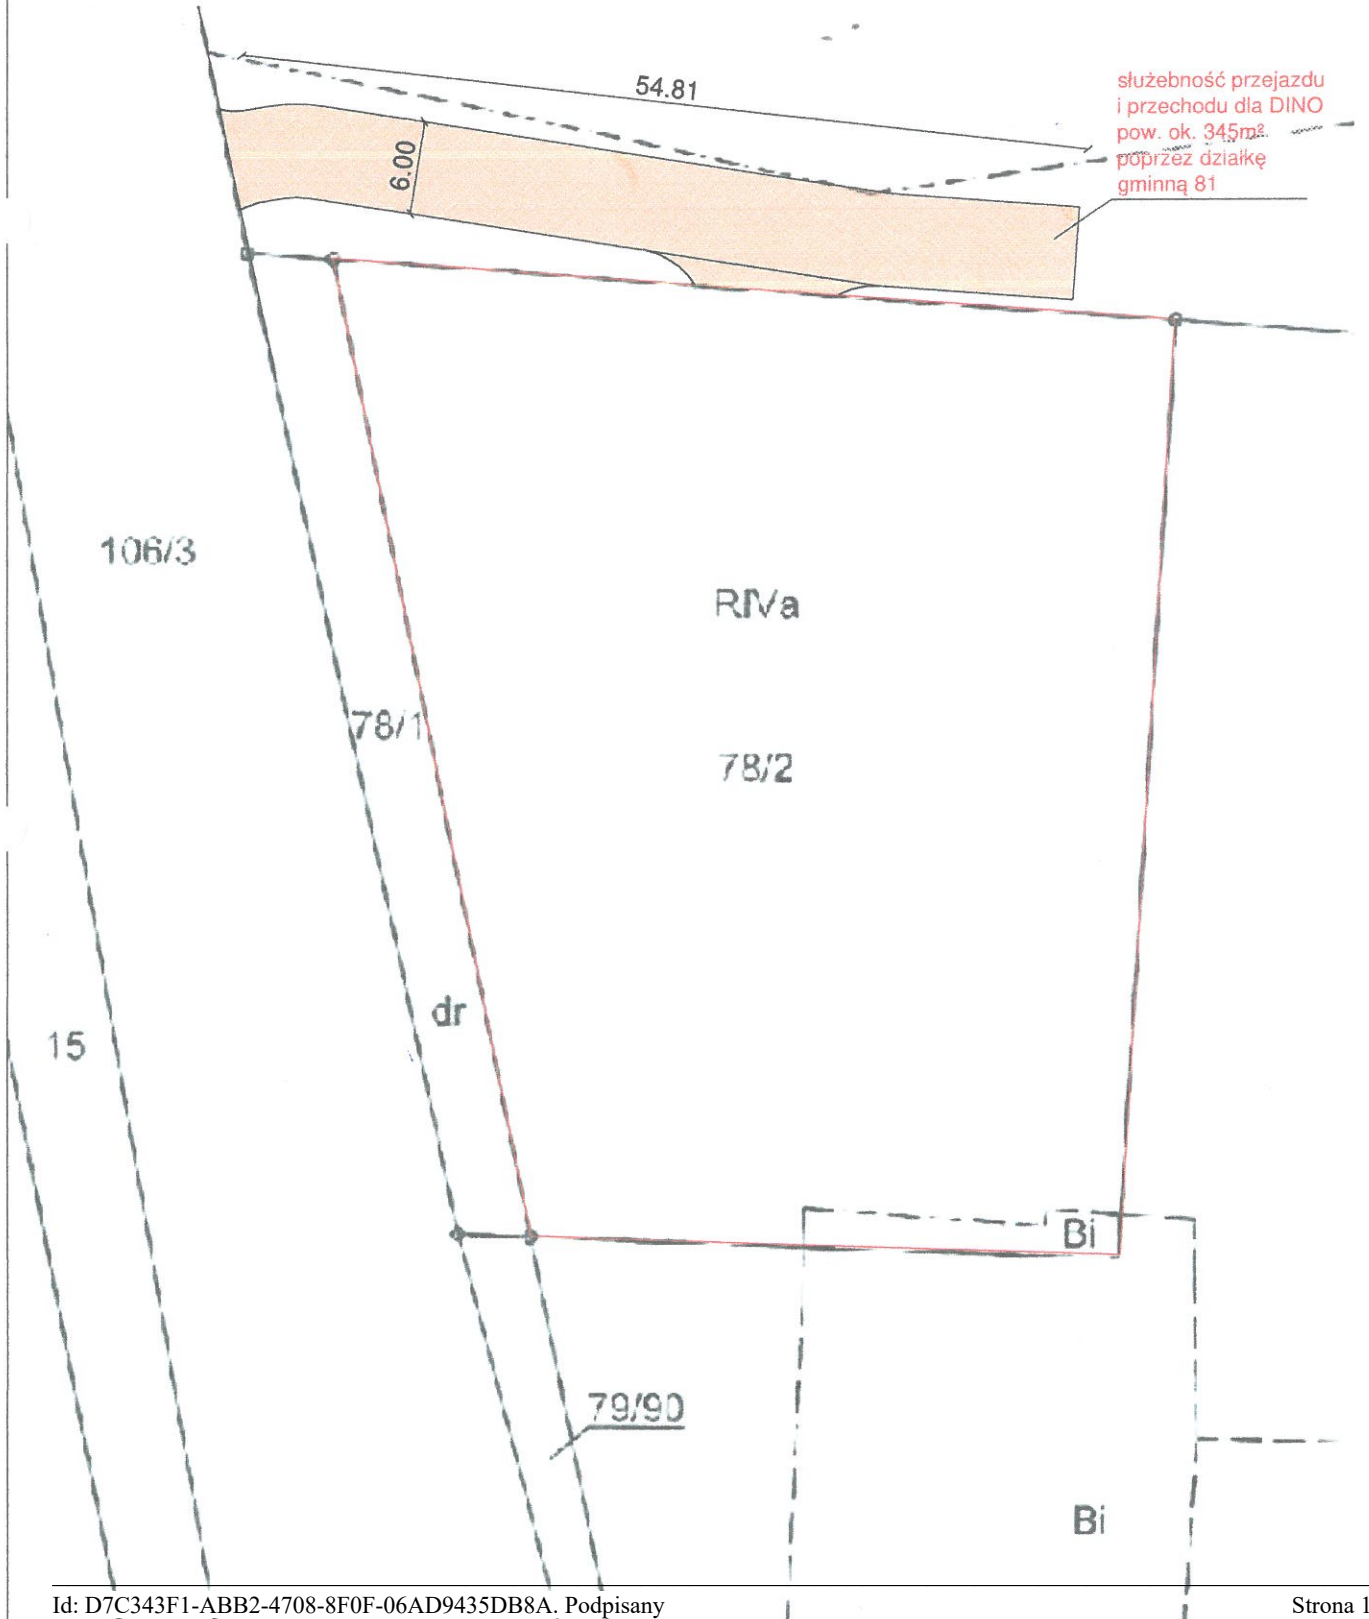 54.81
służebność przejazdu
i przechodu dla DINO
pow. ok. 345m²
poprzez działkę
gminną 81
6.00
106/3
RIVa
78/1
78/2
dr
15
Bi
79/90
Bi
Id: D7C343F1-ABB2-4708-8F0F-06AD9435DB8A. Podpisany
Strona 1